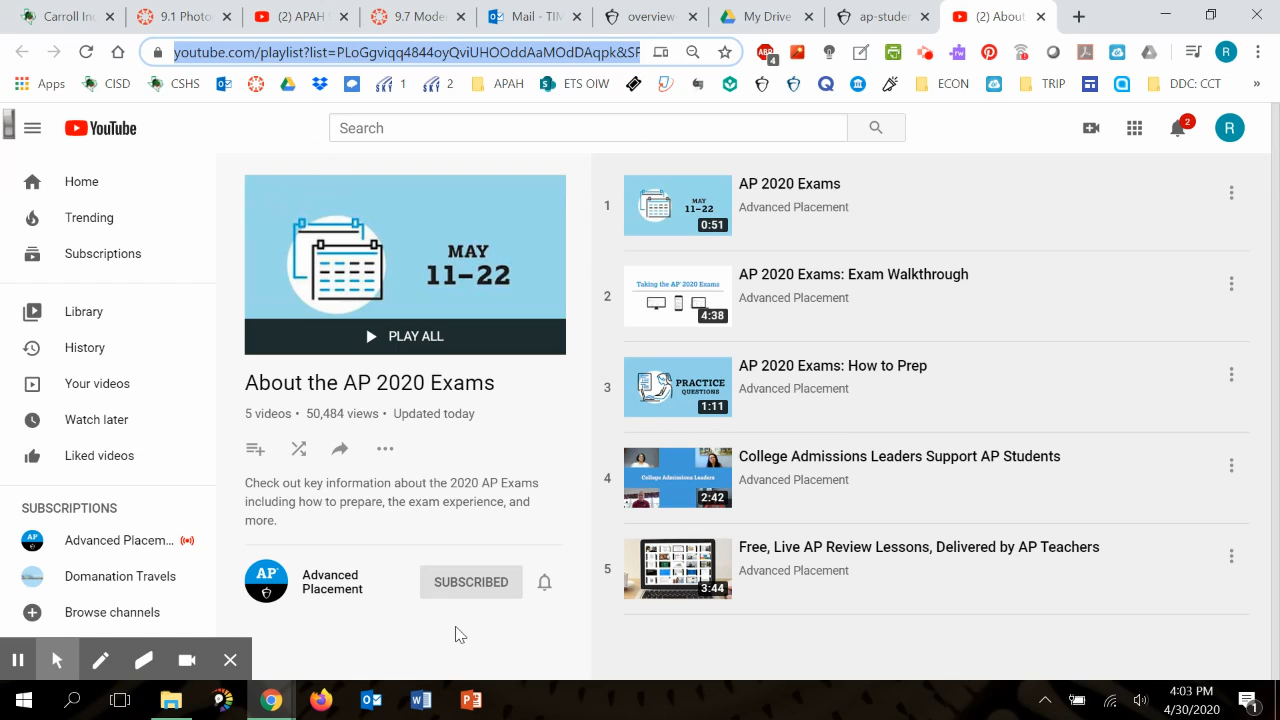 (2) Advan
9.1 Photo
(2) APAH
9.7 Mode
Mail - TIM
overview
My Drive
ap-stude
(2) About
youtube.com/playlist?list=PLoGgviqq4844oyQviUHOOddAaMOdDAqpk&SF
4
R
Apps
CISD
CSHS
1
2
APAH
ETS OIW
ECON
TRIP
DDC: CCT
»
YouTube
Search
2
R
Home
Trending
Subscriptions
Library
History
Your videos
Watch later
Liked videos
SUBSCRIPTIONS
Advanced Placem...
Domanation Travels
Browse channels
MAY
11–22
PLAY ALL
About the AP 2020 Exams
5 videos • 50,484 views • Updated today
Check out key information about the 2020 AP Exams
including how to prepare, the exam experience, and
more.
AP
Advanced
Placement
SUBSCRIBED
1
MAY
11–22
0:51
AP 2020 Exams
Advanced Placement
2
Taking the AP 2020 Exams
4:38
AP 2020 Exams: Exam Walkthrough
Advanced Placement
3
PRACTICE
QUESTIONS
1:11
AP 2020 Exams: How to Prep
Advanced Placement
4
College Admissions Leaders
2:42
College Admissions Leaders Support AP Students
Advanced Placement
5
3:44
Free, Live AP Review Lessons, Delivered by AP Teachers
Advanced Placement
4:03 PM
4/30/2020
1